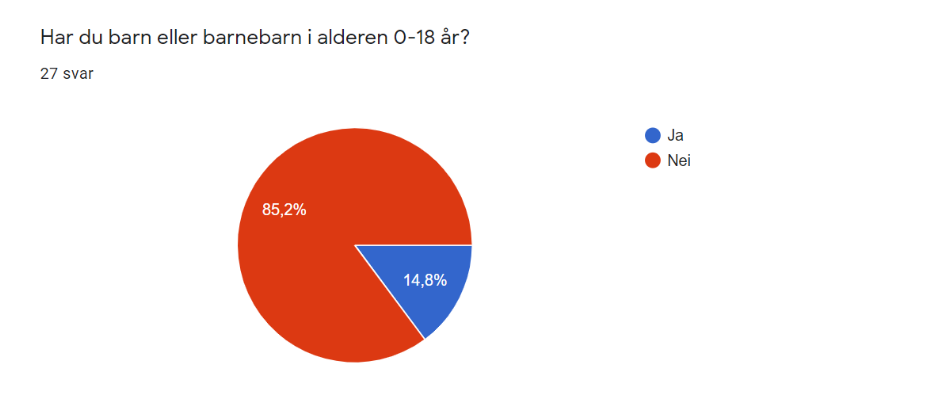 Har du barn eller barnebarn i alderen 0-18 år?
27 svar
Ja
Nei
85,2%
14,8%